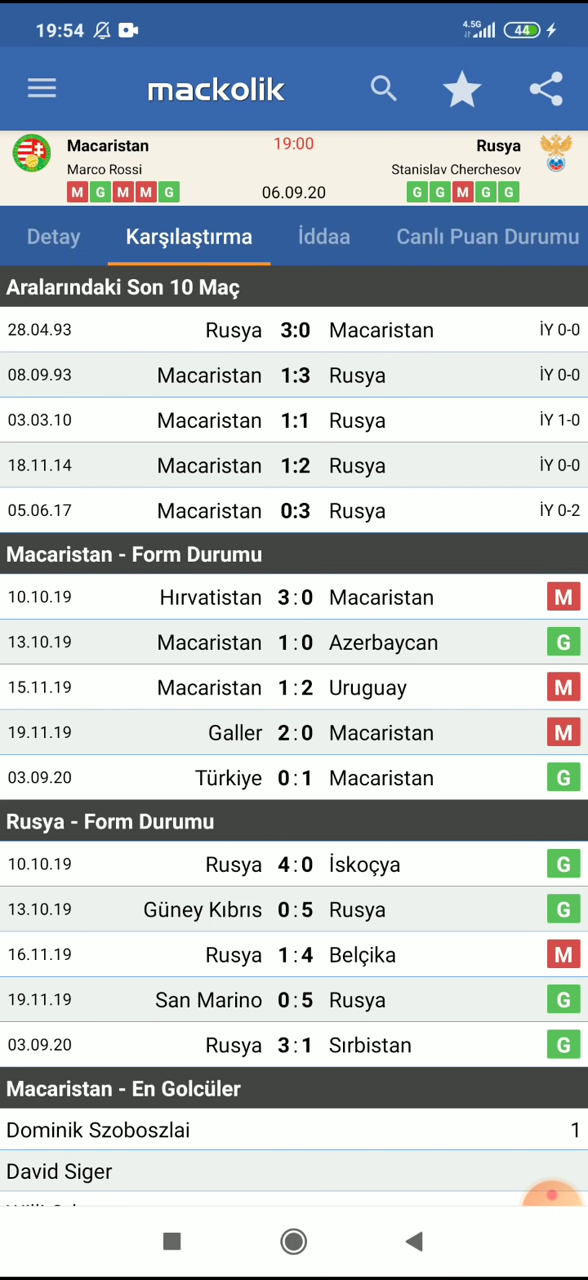 19:54 4.5G 44
mackolik
Macaristan 19:00 Rusya
Marco Rossi Stanislav Cherchesov
M G M M G 06.09.20 G G M G G
Detay Karşılaştırma İddaa Canlı Puan Durumu
Aralarındaki Son 10 Maç
28.04.93 Rusya 3:0 Macaristan İY 0-0
08.09.93 Macaristan 1:3 Rusya İY 0-0
03.03.10 Macaristan 1:1 Rusya İY 1-0
18.11.14 Macaristan 1:2 Rusya İY 0-0
05.06.17 Macaristan 0:3 Rusya İY 0-2
Macaristan - Form Durumu
10.10.19 Hırvatistan 3:0 Macaristan M
13.10.19 Macaristan 1:0 Azerbaycan G
15.11.19 Macaristan 1:2 Uruguay M
19.11.19 Galler 2:0 Macaristan M
03.09.20 Türkiye 0:1 Macaristan G
Rusya - Form Durumu
10.10.19 Rusya 4:0 İskoçya G
13.10.19 Güney Kıbrıs 0:5 Rusya G
16.11.19 Rusya 1:4 Belçika M
19.11.19 San Marino 0:5 Rusya G
03.09.20 Rusya 3:1 Sırbistan G
Macaristan - En Golcüler
Dominik Szoboszlai 1
David Siger